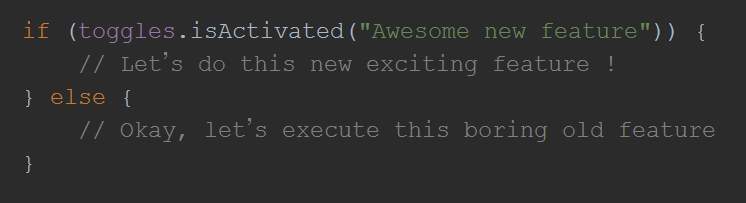 if (toggles.isActivated("Awesome new feature")) {
    // Let’s do this new exciting feature !
} else {
    // Okay, let’s execute this boring old feature
}